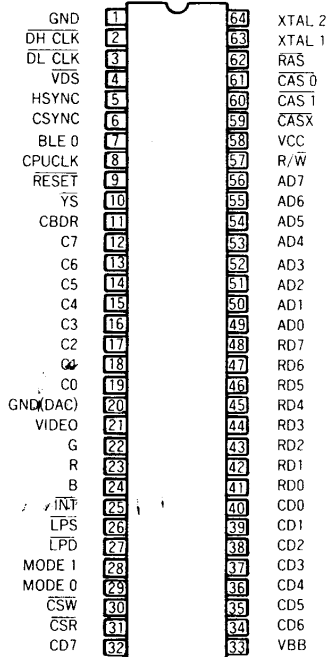 GND 1 64 XTAL 2
DH CLK 2 63 XTAL 1
DL CLK 3 62 RAS
VDS 4 61 CAS 0
HSYNC 5 60 CAS 1
CSYNC 6 59 CASX
BLE 0 7 58 VCC
CPUCLK 8 57 R/W
RESET 9 56 AD7
YS 10 55 AD6
CBDR 11 54 AD5
C7 12 53 AD4
C6 13 52 AD3
C5 14 51 AD2
C4 15 50 AD1
C3 16 49 AD0
C2 17 48 RD7
C1 18 47 RD6
C0 19 46 RD5
GND(DAC) 20 45 RD4
VIDEO 21 44 RD3
G 22 43 RD2
R 23 42 RD1
B 24 41 RD0
INT 25 40 CD0
LPS 26 39 CD1
LPD 27 38 CD2
MODE 1 28 37 CD3
MODE 0 29 36 CD4
CSW 30 35 CD5
CSR 31 34 CD6
CD7 32 33 VBB